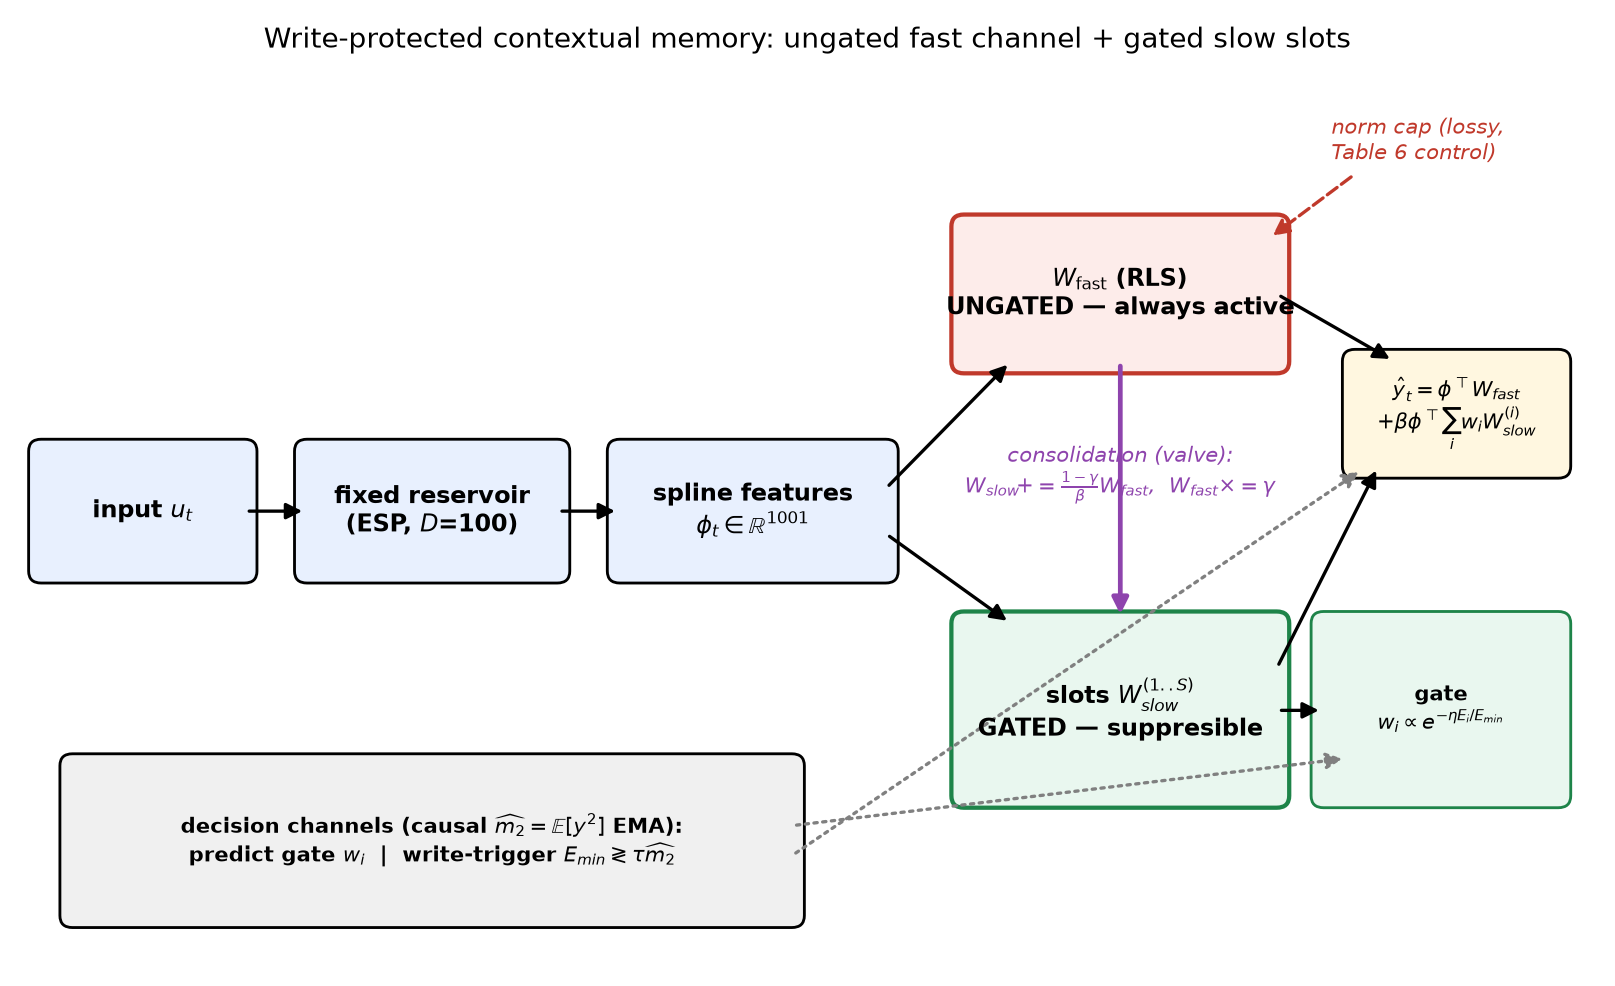 Write-protected contextual memory: ungated fast channel + gated slow slots
norm cap (lossy,
Table 6 control)
W_fast (RLS)
UNGATED — always active
ŷ_t = ϕ^⊤ W_fast
+βϕ^⊤ ∑_i w_i W_slow^(i)
consolidation (valve):
W_slow += (1−γ)/β W_fast, W_fast× = γ
input u_t
fixed reservoir
(ESP, D=100)
spline features
ϕ_t ∈ ℝ^1001
slots W_slow^(1..S)
GATED — suppresible
gate
w_i ∝ e^(−ηE_i/E_min)
decision channels (causal m̂_2 = 𝔼[y^2] EMA):
predict gate w_i | write-trigger E_min ≷ τm̂_2